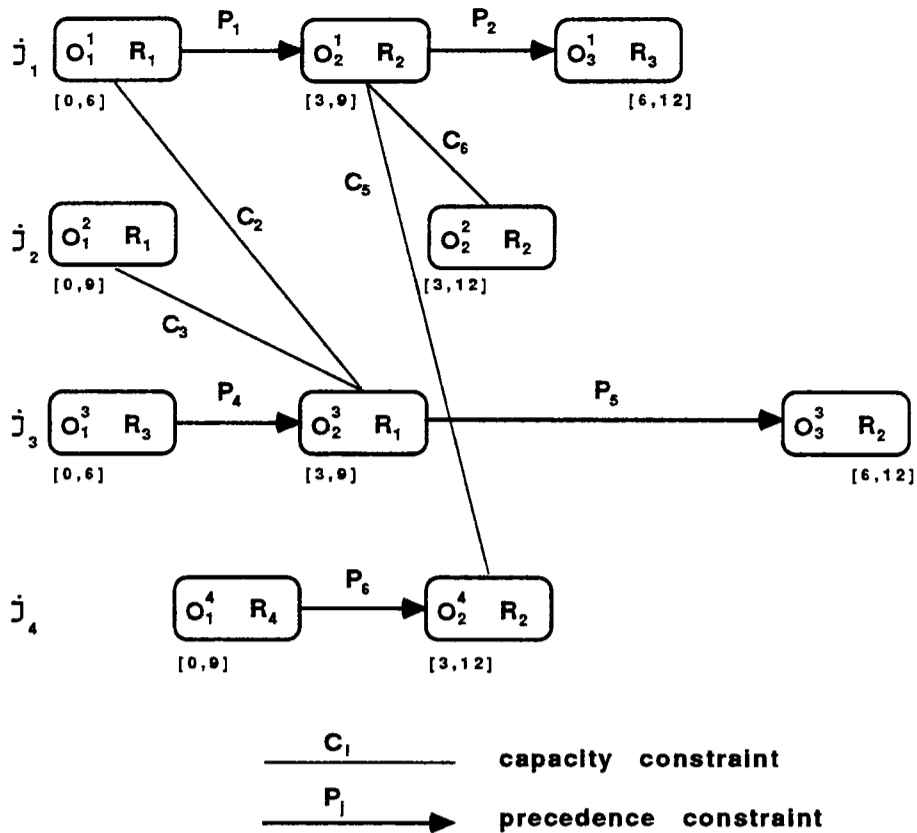 P₁ P₂
j₁ O₁¹ R₁ O₂¹ R₂ O₃¹ R₃
[0,6] [3,9] [6,12]
C₆
C₅
C₂
j₂ O₁² R₁ O₂² R₂
[0,9] [3,12]
C₃
P₄ P₅
j₃ O₁³ R₃ O₂³ R₁ O₃³ R₂
[0,6] [3,9] [6,12]
P₆
j₄ O₁⁴ R₄ O₂⁴ R₂
[0,9] [3,12]
Cᵢ capacity constraint
Pⱼ precedence constraint